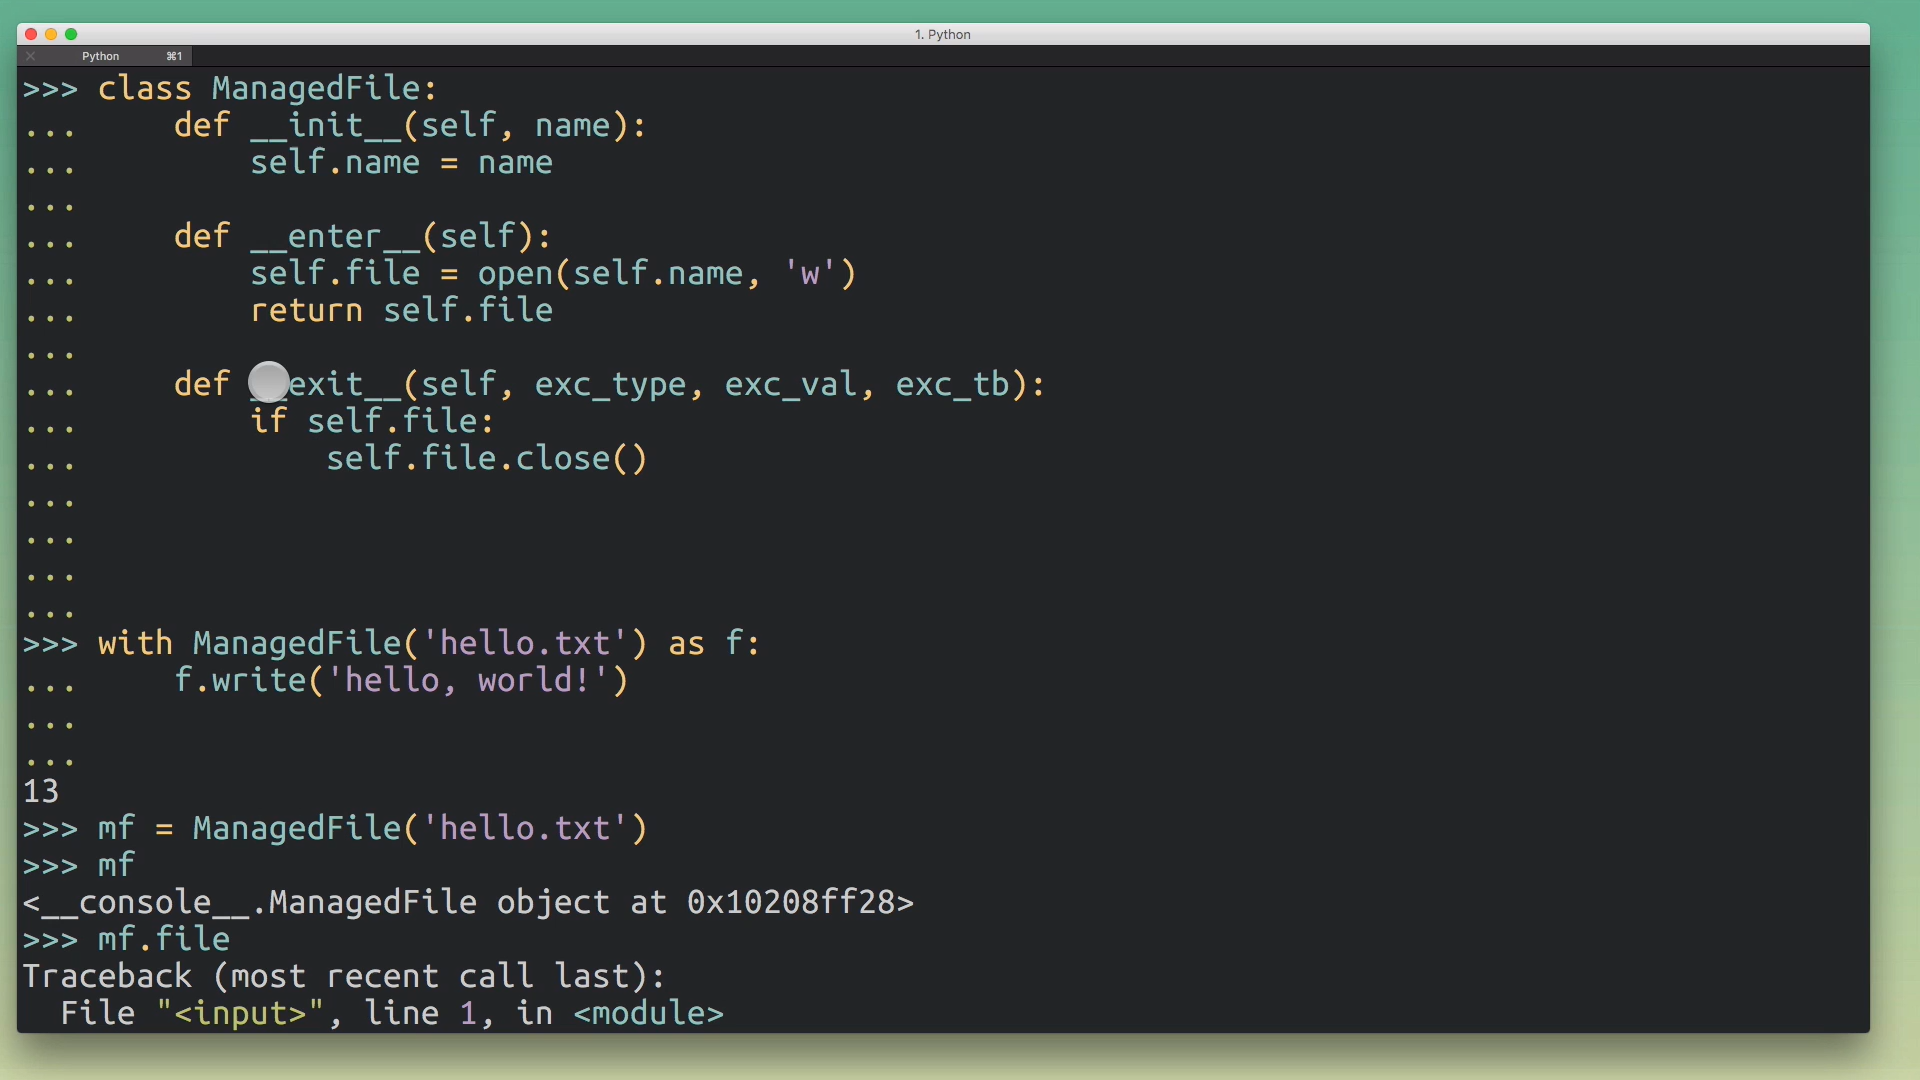 1. Python
Python ⌘1
>>> class ManagedFile:
...     def __init__(self, name):
...         self.name = name
...
...     def __enter__(self):
...         self.file = open(self.name, 'w')
...         return self.file
...
...     def __exit__(self, exc_type, exc_val, exc_tb):
...         if self.file:
...             self.file.close()
...
...
...
...
>>> with ManagedFile('hello.txt') as f:
...     f.write('hello, world!')
...
...
13
>>> mf = ManagedFile('hello.txt')
>>> mf
<__console__.ManagedFile object at 0x10208ff28>
>>> mf.file
Traceback (most recent call last):
  File "<input>", line 1, in <module>